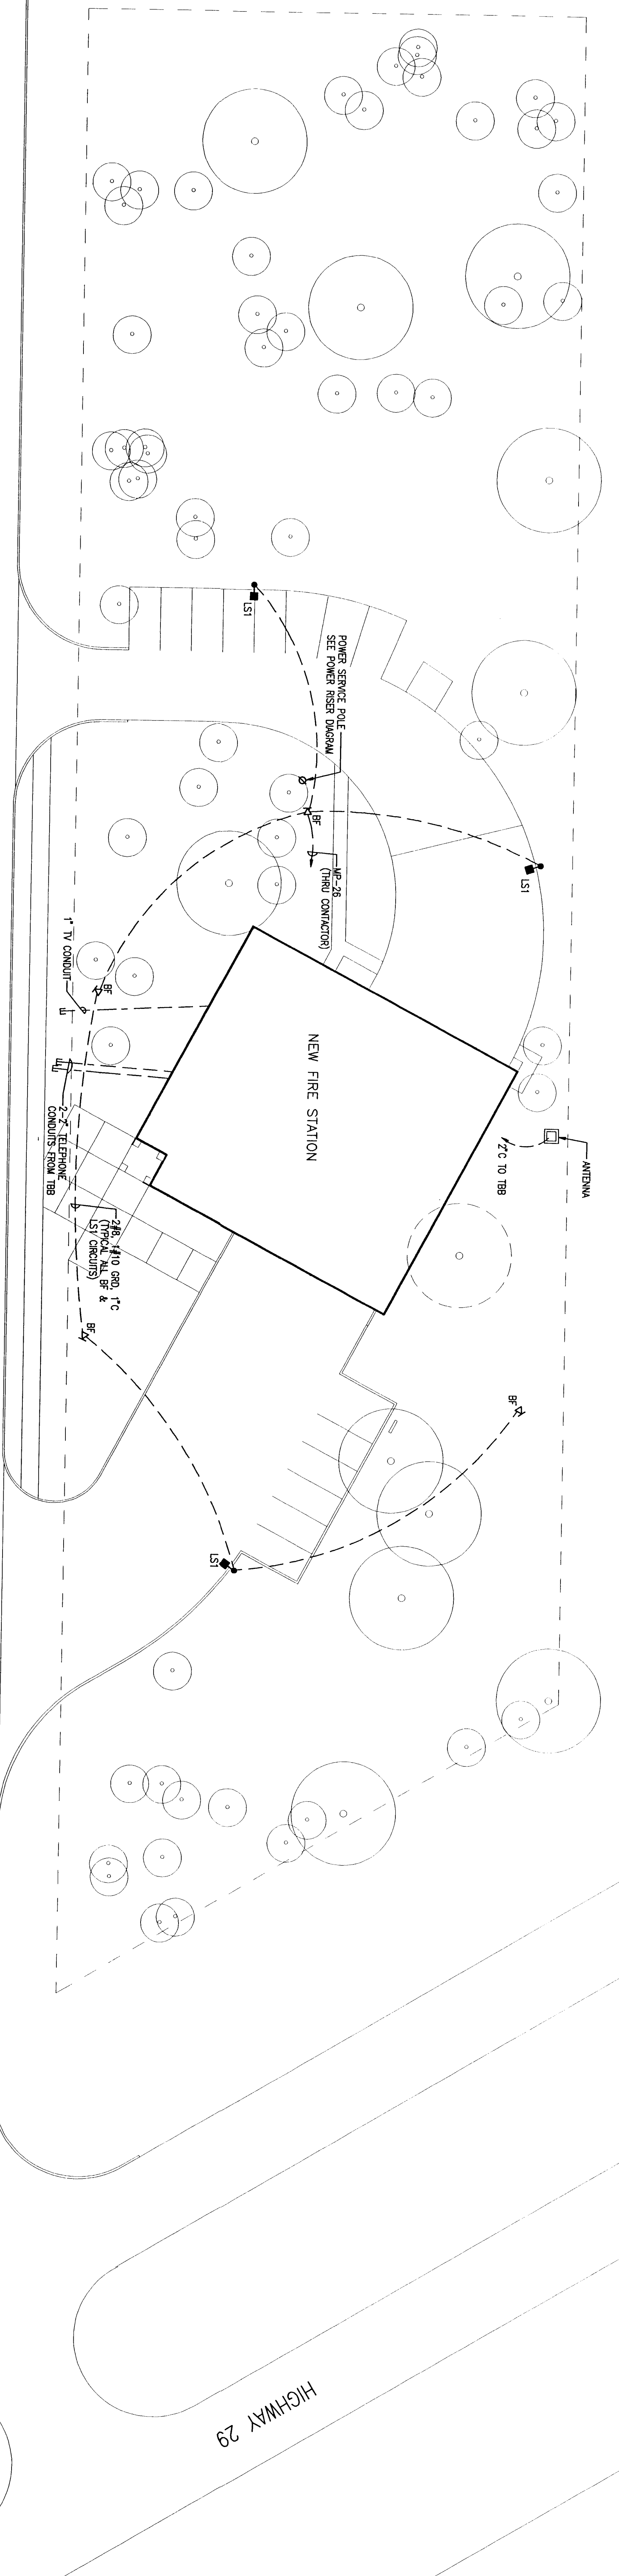 LS1
POWER SERVICE POLE
SEE POWER RISER DIAGRAM
BF
MP-26
(THRU CONTACTOR)
LS1
BF
1" TV CONDUIT
NEW FIRE STATION
2-2" TELEPHONE
CONDUITS FROM TBB
ANTENNA
2"C TO TBB
2#8, 1#10 GRD, 1"C
(TYPICAL ALL BF &
LS1 CIRCUITS)
BF
BF
LS1
HIGHWAY 29